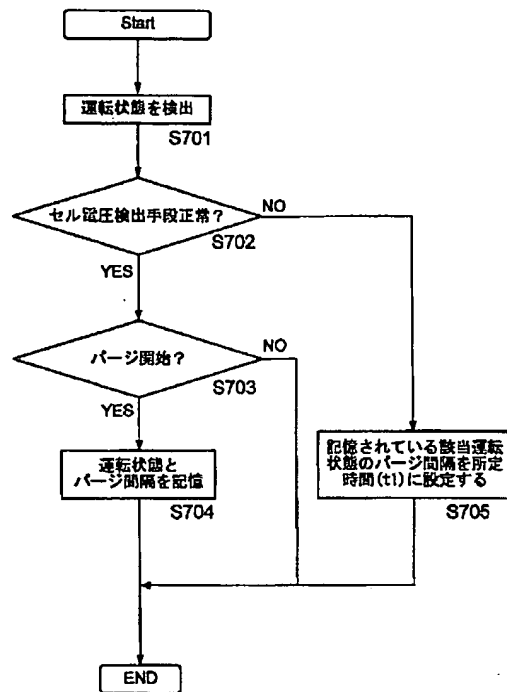 Start
運転状態を検出
S701
セル電圧検出手段正常？
NO
S702
YES
パージ開始？
NO
S703
YES
運転状態と
パージ間隔を記憶
S704
記憶されている該当運転
状態のパージ間隔を所定
時間(t1)に設定する
S705
END